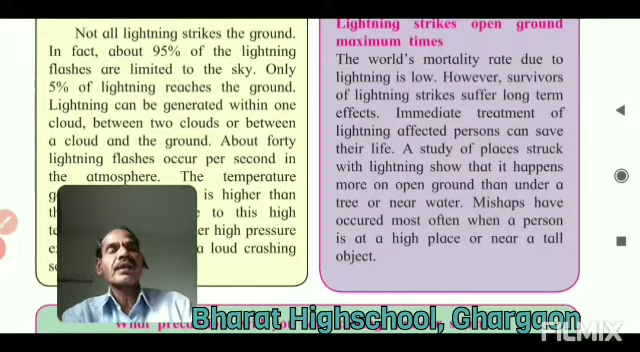 Not all lightning strikes the ground.
In fact, about 95% of the lightning
flashes are limited to the sky. Only
5% of lightning reaches the ground.
Lightning can be generated within one
cloud, between two clouds or between
a cloud and the ground. About forty
lightning flashes occur per second in
the atmosphere. The temperature
is higher than
to this high
er high pressure
a loud crashing
Lightning strikes open ground
maximum times
The world's mortality rate due to
lightning is low. However, survivors
of lightning strikes suffer long term
effects. Immediate treatment of
lightning affected persons can save
their life. A study of places struck
with lightning show that it happens
more on open ground than under a
tree or near water. Mishaps have
occured most often when a person
is at a high place or near a tall
object.
What
Bharat Highschool, Ghargaon
FILMIX